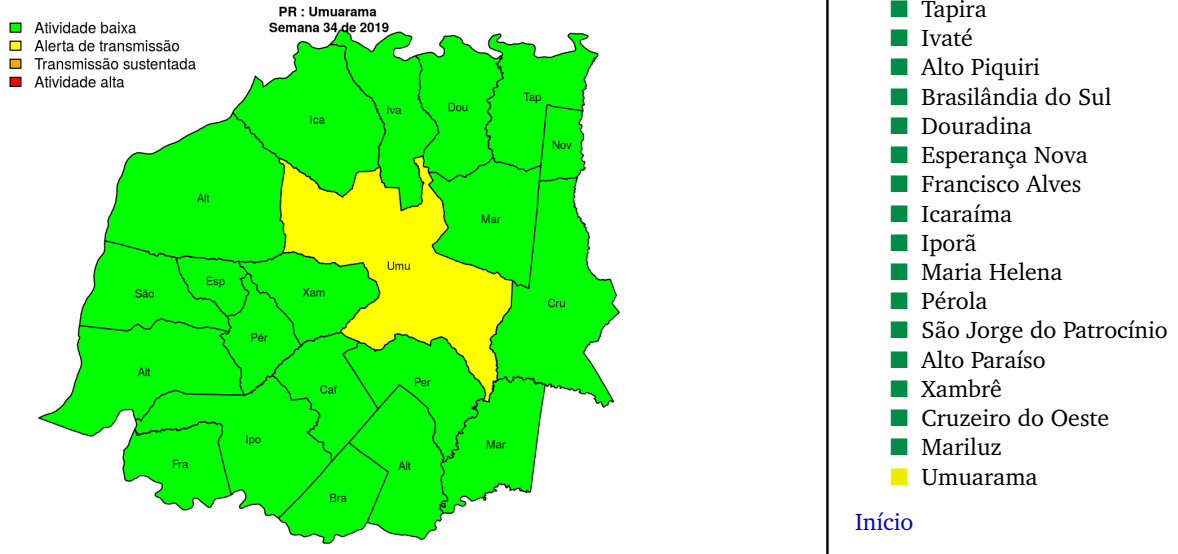 PR : Umuarama
Semana 34 de 2019
Atividade baixa
Alerta de transmissão
Transmissão sustentada
Atividade alta
Ica
Iva
Dou
Tap
Nov
Alt
Mar
Umu
São
Esp
Xam
Cru
Pér
Alt
Caf
Per
Ipo
Mar
Fra
Alt
Bra
Tapira
Ivaté
Alto Piquiri
Brasilândia do Sul
Douradina
Esperança Nova
Francisco Alves
Icaraíma
Iporã
Maria Helena
Pérola
São Jorge do Patrocínio
Alto Paraíso
Xambrê
Cruzeiro do Oeste
Mariluz
Umuarama
Início